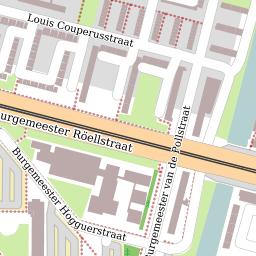 Louis Couperusstraat
Burgemeester Röellstraat
Burgemeester van de Pollstraat
Burgemeester Hogguerstraat